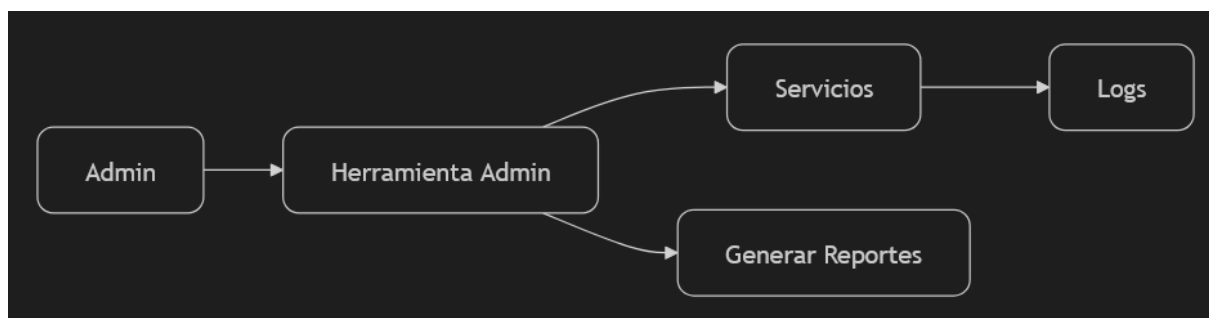 Admin
Herramienta Admin
Servicios
Logs
Generar Reportes